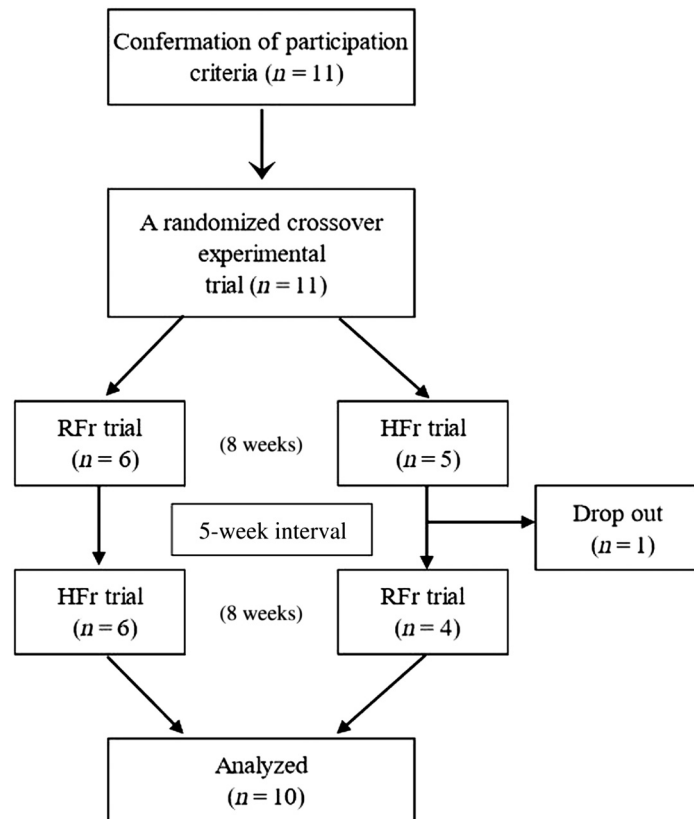 Confermation of participation
criteria (n = 11)
A randomized crossover
experimental
trial (n = 11)
RFr trial
(n = 6)
(8 weeks)
HFr trial
(n = 5)
5-week interval
Drop out
(n = 1)
HFr trial
(n = 6)
(8 weeks)
RFr trial
(n = 4)
Analyzed
(n = 10)